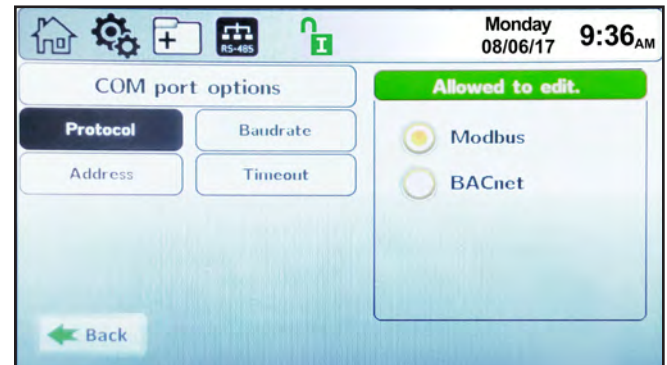 RS-485
I
Monday
08/06/17
9:36AM
COM port options
Allowed to edit.
Protocol
Baudrate
Modbus
Address
Timeout
BACnet
Back